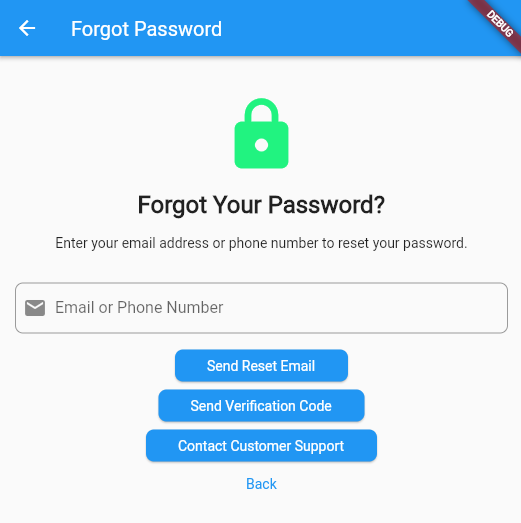 Forgot Password
DEBUG
Forgot Your Password?
Enter your email address or phone number to reset your password.
Email or Phone Number
Send Reset Email
Send Verification Code
Contact Customer Support
Back